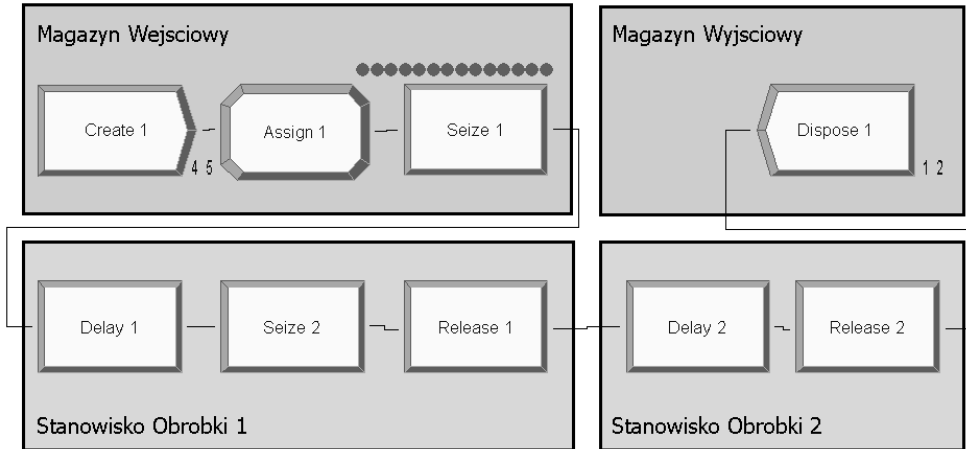 Magazyn Wejsciowy
Create 1
4 5
Assign 1
Seize 1
Magazyn Wyjsciowy
Dispose 1
1 2
Delay 1
Seize 2
Release 1
Stanowisko Obrobki 1
Delay 2
Release 2
Stanowisko Obrobki 2